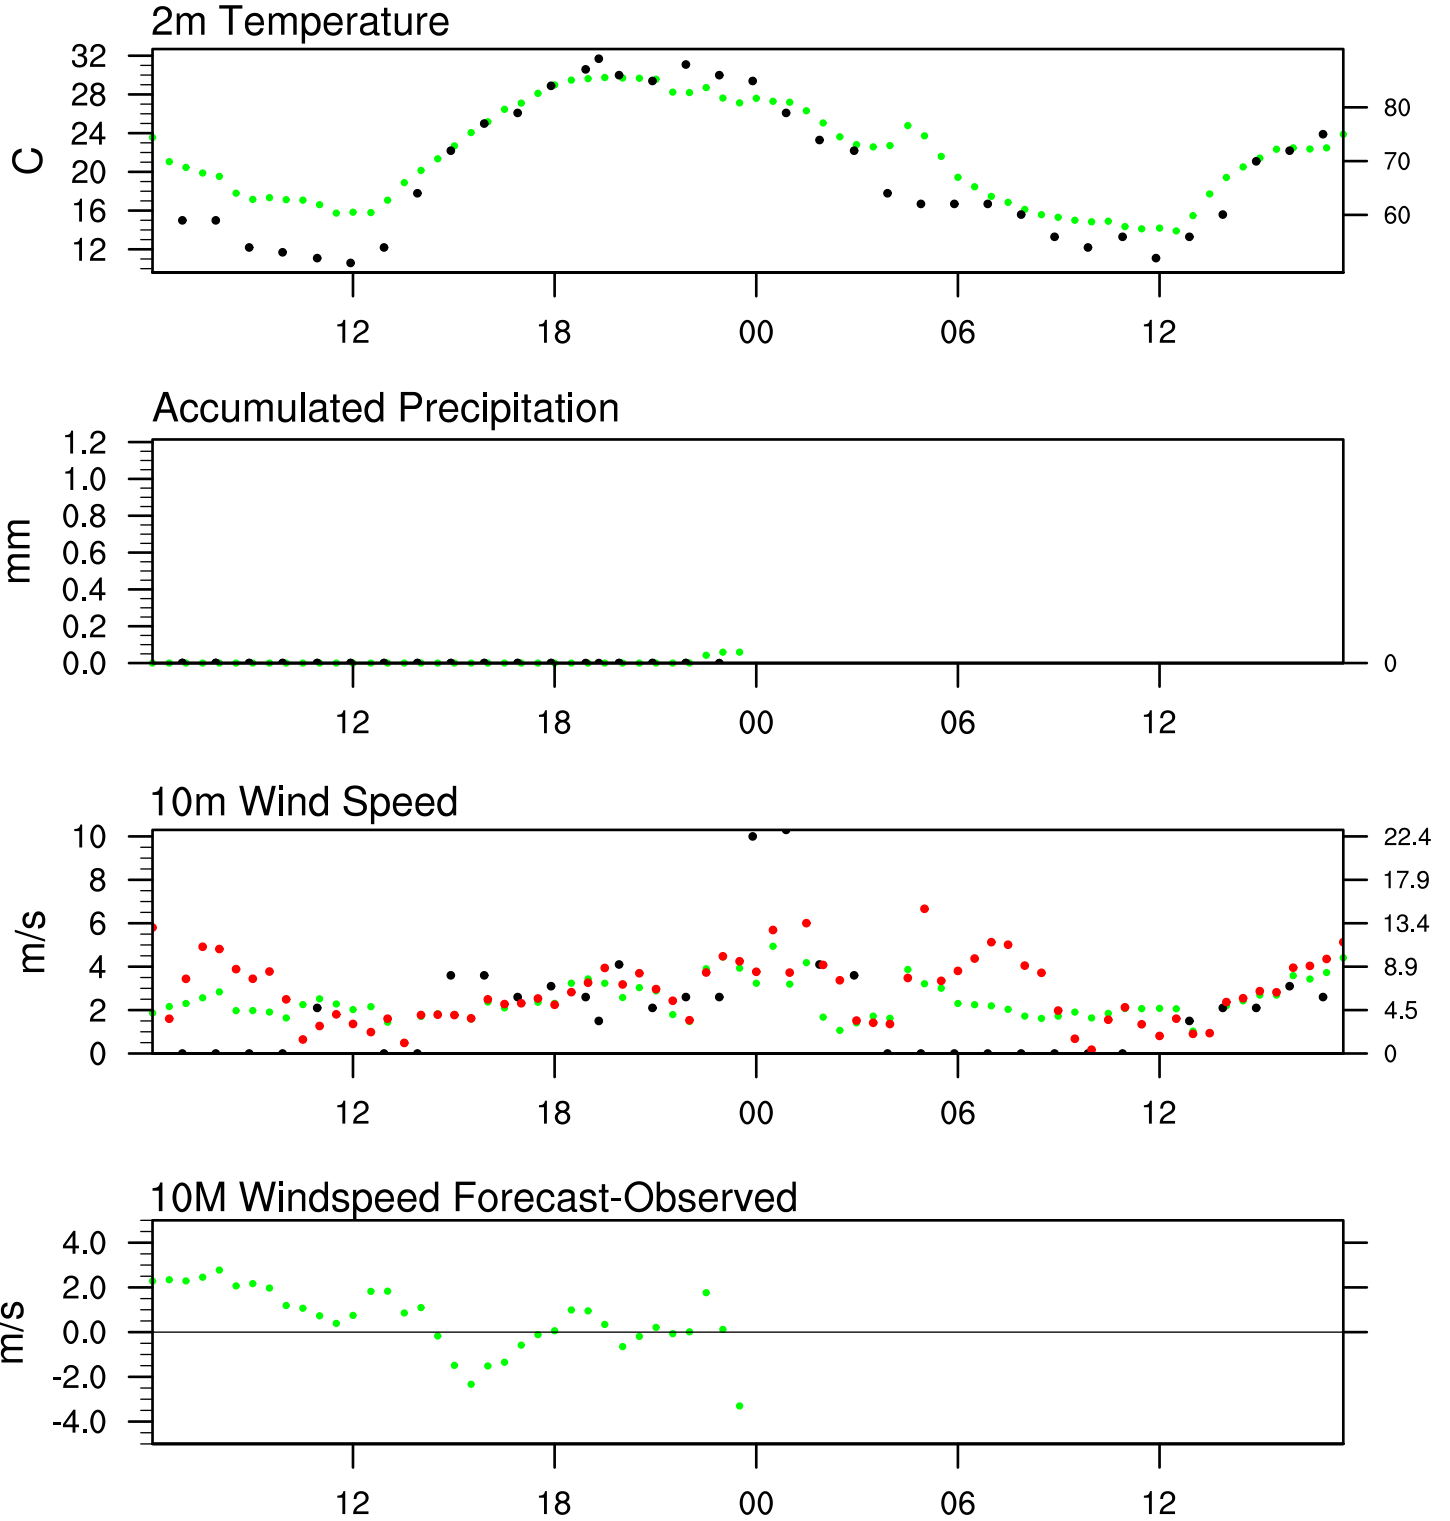 2m Temperature
32
28
24
20
16
12
C
80
70
60
12 18 00 06 12
Accumulated Precipitation
1.2
1.0
0.8
0.6
0.4
0.2
0.0
mm
0
12 18 00 06 12
10m Wind Speed
10
8
6
4
2
0
m/s
22.4
17.9
13.4
8.9
4.5
0
12 18 00 06 12
10M Windspeed Forecast-Observed
4.0
2.0
0.0
-2.0
-4.0
m/s
12 18 00 06 12